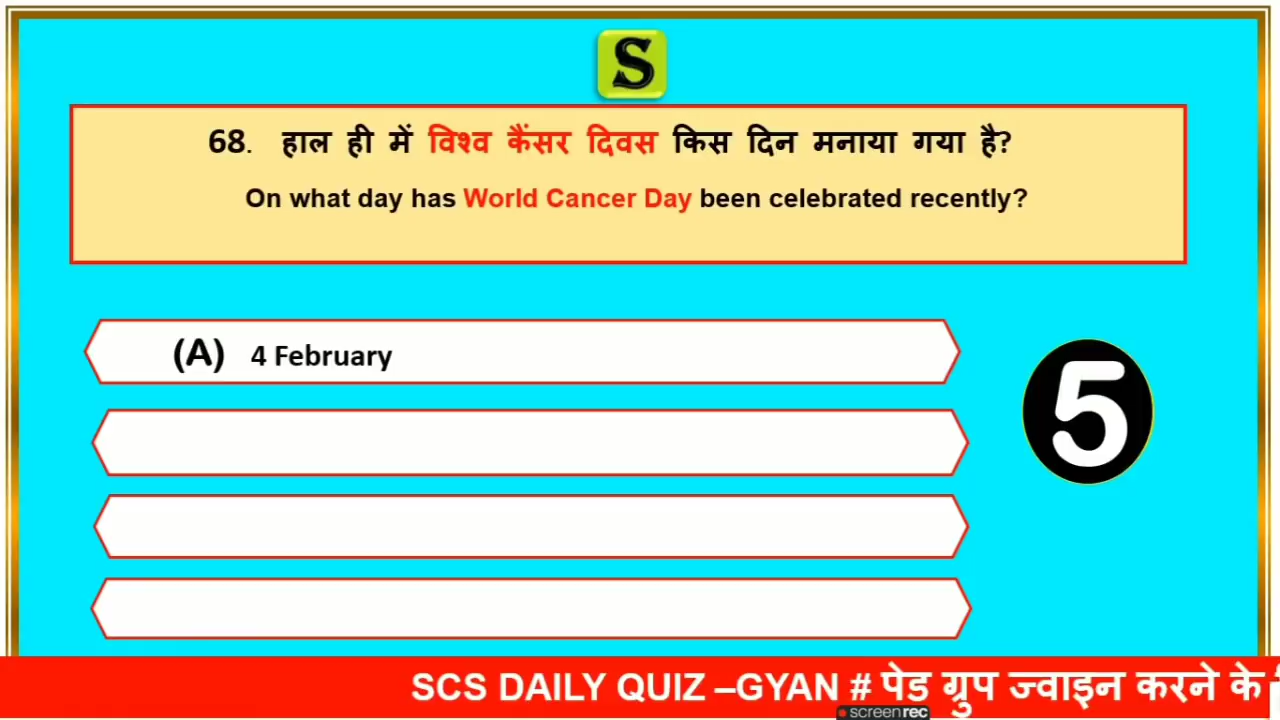 S
68. हाल ही में विश्व कैंसर दिवस किस दिन मनाया गया है?
On what day has World Cancer Day been celebrated recently?
(A) 4 February
5
SCS DAILY QUIZ –GYAN # पेड ग्रुप ज्वाइन करने के
screenrec